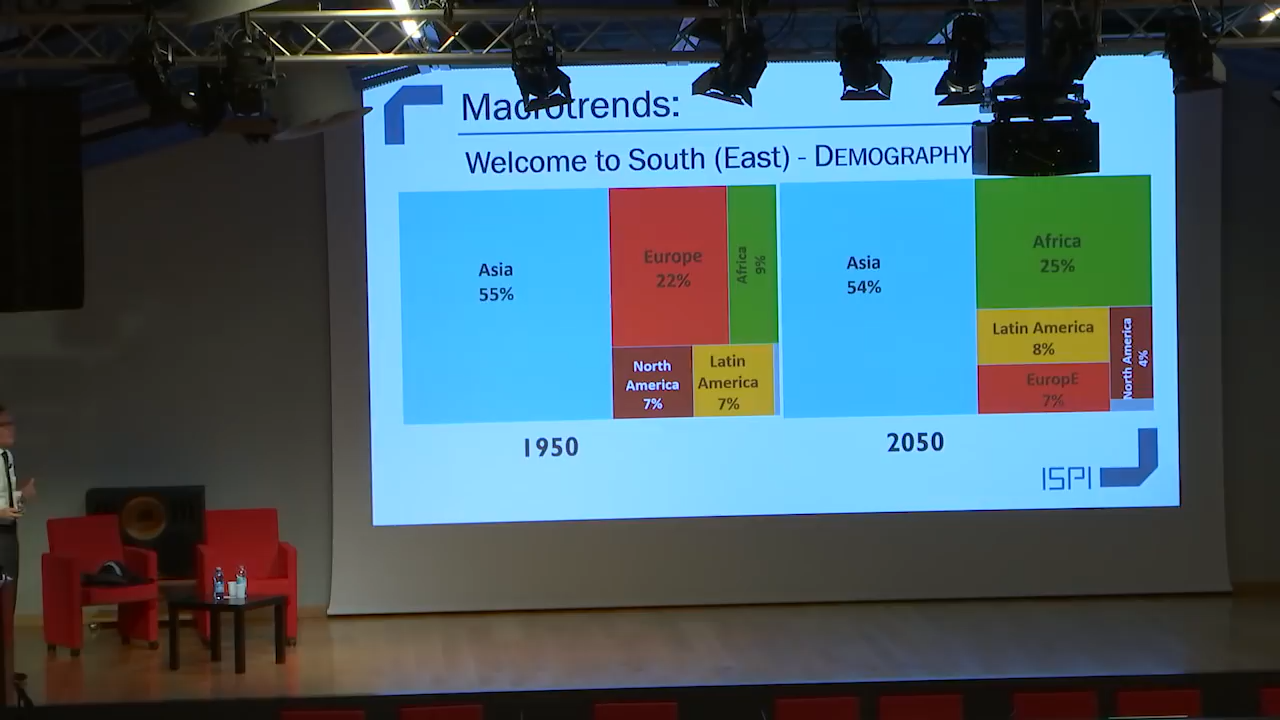 Macrotrends:
Welcome to South (East) - DEMOGRAPHY
Asia
55%
Europe
22%
Africa
9%
North
America
7%
Latin
America
7%
1950
Asia
54%
Africa
25%
Latin America
8%
EuropE
7%
North America
4%
2050
ISPI